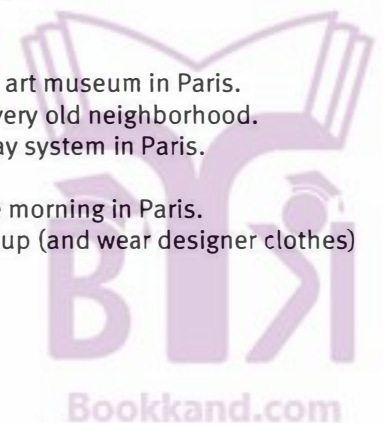 art museum in Paris.
very old neighborhood.
ay system in Paris.
morning in Paris.
up (and wear designer clothes)
Bookkand.com